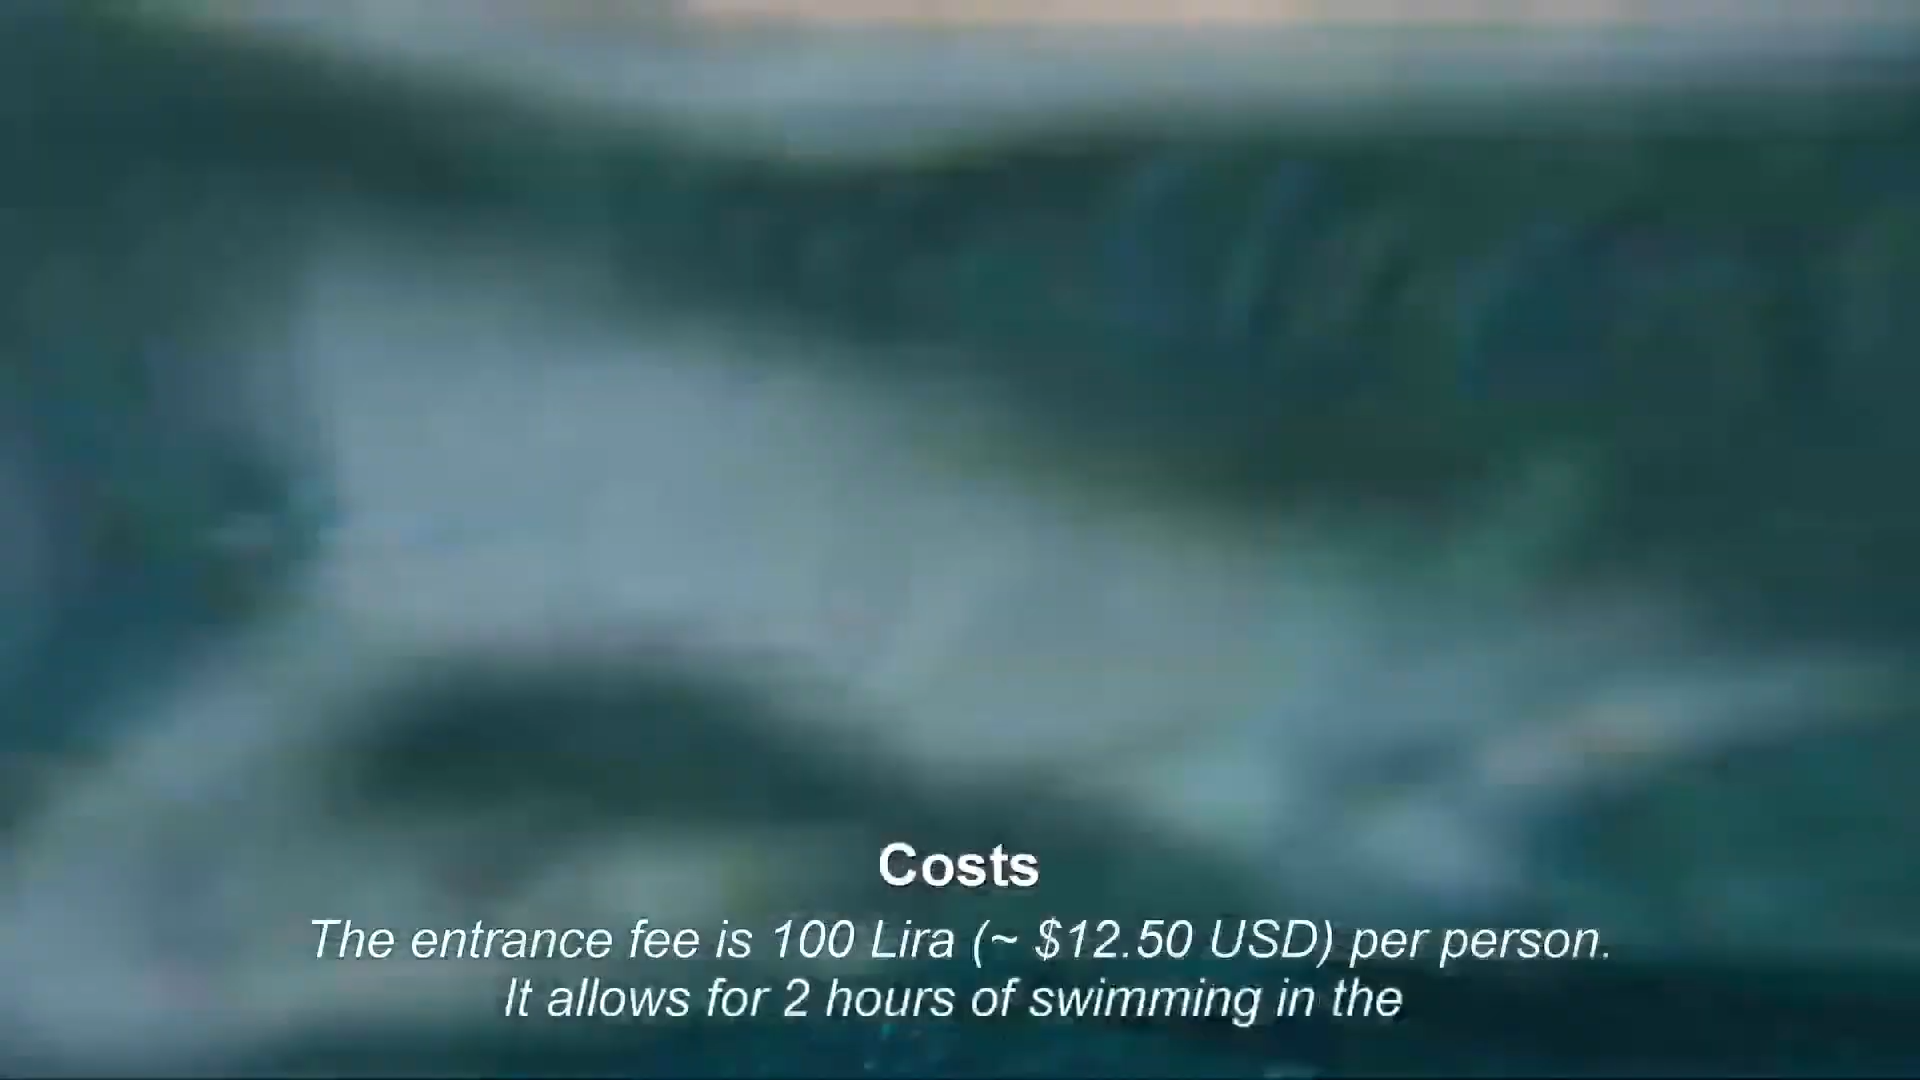 Costs
The entrance fee is 100 Lira (~ $12.50 USD) per person.
It allows for 2 hours of swimming in the